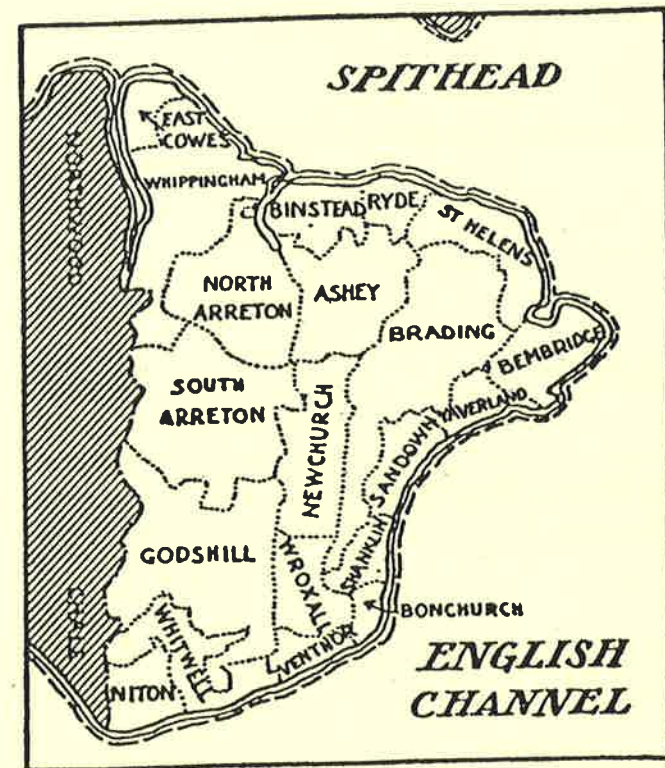 SPITHEAD
EAST
COWES
NORTHWOOD
WHIPPINGHAM
BINSTEAD
RYDE
ST HELENS
NORTH
ARRETON
ASHEY
BRADING
BEMBRIDGE
SOUTH
ARRETON
NEWCHURCH
SANDOWN
YAVERLAND
GODSHILL
WROXALL
SHANKLIN
BONCHURCH
CHALE
WHITWELL
VENTNOR
NITON
ENGLISH
CHANNEL